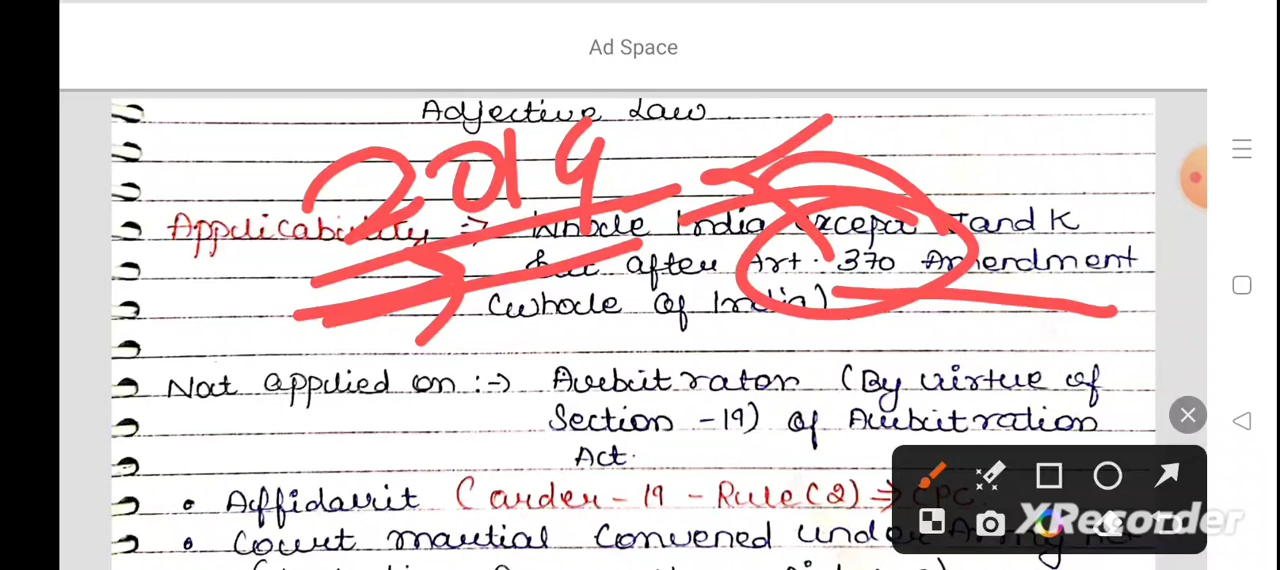 Ad Space
Adjective Law
2019
Applicability :-> Whole India except J and K
but after Art. 370 Amendment
(whole of India)
Not applied on :-> Arbitrator (By virtue of
Section -19) of Arbitration
Act.
• Affidavit (order - 19 - Rule (2) => CPC
• Court martial convened under
XRecorder